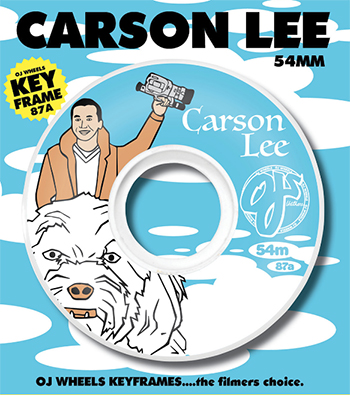 CARSON LEE
54MM
OJ WHEELS
KEY
FRAME
87A
Carson
Lee
OJ
54m
87a
OJ WHEELS KEYFRAMES....the filmers choice.